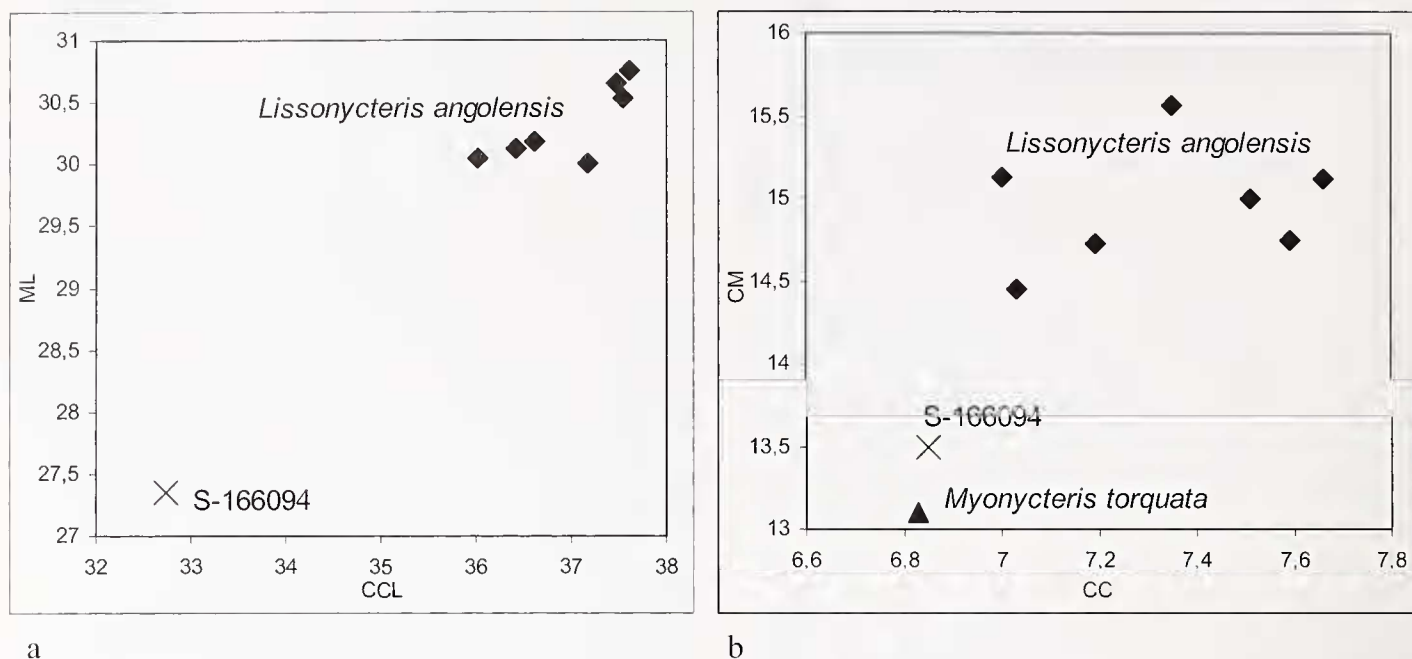 31
30,5
30
29,5
29
28,5
28
27,5
27
ML
Lissonycteris angolensis
S-166094
32 33 34 35 36 37 38
CCL
a
16
15,5
15
14,5
14
13,5
13
CM
Lissonycteris angolensis
S-166094
Myonycteris torquata
6,6 6,8 7 7,2 7,4 7,6 7,8
CC
b